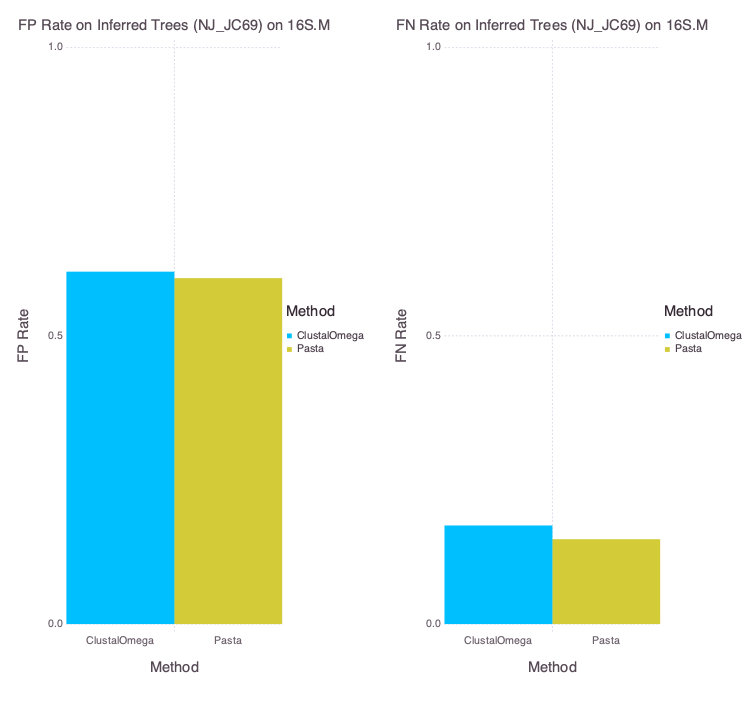 FP Rate on Inferred Trees (NJ_JC69) on 16S.M
1.0
0.5
0.0
FP Rate
ClustalOmega
Pasta
Method
Method
ClustalOmega
Pasta
FN Rate on Inferred Trees (NJ_JC69) on 16S.M
1.0
0.5
0.0
FN Rate
ClustalOmega
Pasta
Method
Method
ClustalOmega
Pasta